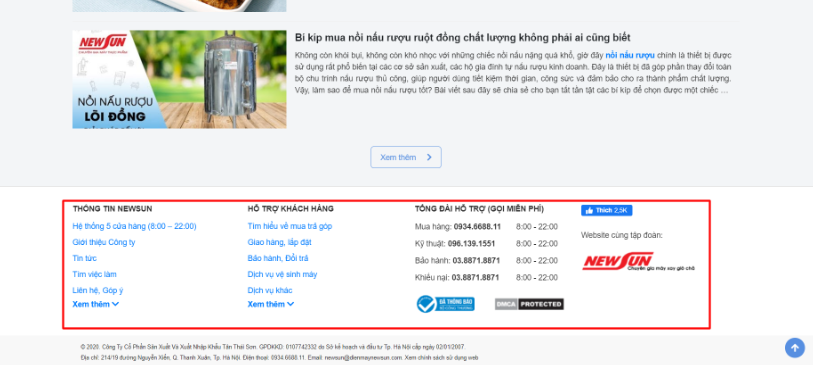 NEWSUN
CHUYÊN GIA MÁY THỰC PHẨM
NỒI NẤU RƯỢU
LÕI ĐỒNG
Bí kíp mua nồi nấu rượu ruột đồng chất lượng không phải ai cũng biết
Không còn khói bụi, không còn khó nhọc với những chiếc nồi nấu nặng quá khổ, giờ đây nồi nấu rượu chính là thiết bị được
sử dụng rất phổ biến tại các cơ sở sản xuất, các hộ gia đình tự nấu rượu kinh doanh. Đây là thiết bị đã góp phần thay đổi toàn
bộ chu trình nấu rượu thủ công, giúp người dùng tiết kiệm thời gian, công sức và đảm bảo cho ra thành phẩm chất lượng.
Vậy, làm sao để mua nồi nấu rượu tốt? Bài viết sau đây sẽ chia sẻ cho bạn tất tần tật các bí kíp để chọn được một chiếc ...
Xem thêm
THÔNG TIN NEWSUN
Hệ thống 5 cửa hàng (8:00 – 22:00)
Giới thiệu Công ty
Tin tức
Tìm việc làm
Liên hệ, Góp ý
Xem thêm
HỖ TRỢ KHÁCH HÀNG
Tìm hiểu về mua trả góp
Giao hàng, lắp đặt
Bảo hành, Đổi trả
Dịch vụ vệ sinh máy
Dịch vụ khác
Xem thêm
TỔNG ĐÀI HỖ TRỢ (GỌI MIỄN PHÍ)
Mua hàng: 0934.6688.11 8:00 - 22:00
Kỹ thuật: 096.139.1551 8:00 - 22:00
Bảo hành: 03.8871.8871 8:00 - 22:00
Khiếu nại: 03.8871.8871 8:00 - 22:00
ĐÃ THÔNG BÁO
BỘ CÔNG THƯƠNG
DMCA PROTECTED
Thích 2,5K
Website cùng tập đoàn:
NEWSUN
Chuyên gia máy say giò chả
© 2020. Công Ty Cổ Phần Sản Xuất Và Xuất Nhập Khẩu Tân Thái Sơn. GPDKKD: 0107742332 do Sở kế hoạch và đầu tư Tp. Hà Nội cấp ngày 02/01/2007.
Địa chỉ: 214/19 đường Nguyễn Xiển, Q. Thanh Xuân, Tp. Hà Nội. Điện thoại: 0934.6688.11. Email: newsun@dienmaynewsun.com. Xem chính sách sử dụng web